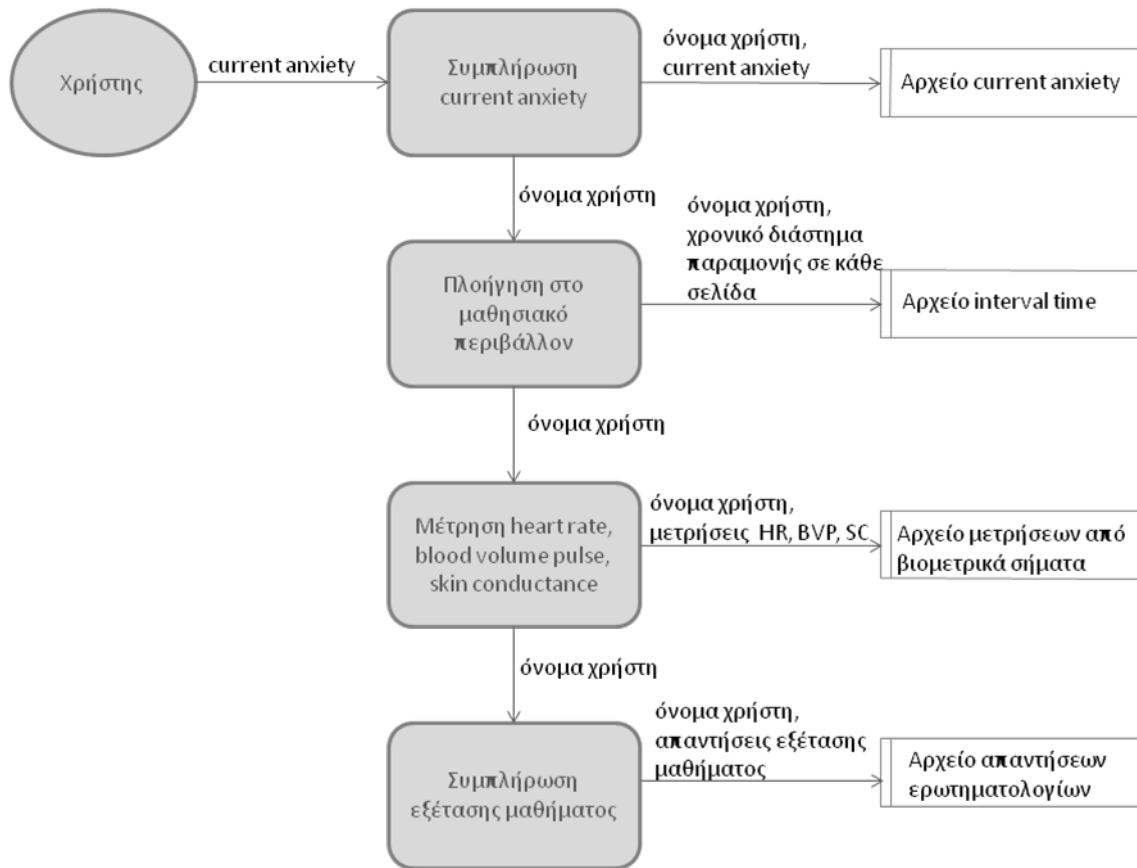 Χρήστης
current anxiety
Συμπλήρωση
current anxiety
όνομα χρήστη,
current anxiety
Αρχείο current anxiety
όνομα χρήστη
Πλοήγηση στο
μαθησιακό
περιβάλλον
όνομα χρήστη,
χρονικό διάστημα
παραμονής σε κάθε
σελίδα
Αρχείο interval time
όνομα χρήστη
Μέτρηση heart rate,
blood volume pulse,
skin conductance
όνομα χρήστη,
μετρήσεις HR, BVP, SC
Αρχείο μετρήσεων από
βιομετρικά σήματα
όνομα χρήστη
Συμπλήρωση
εξέτασης μαθήματος
όνομα χρήστη,
απαντήσεις εξέτασης
μαθήματος
Αρχείο απαντήσεων
ερωτηματολογίων